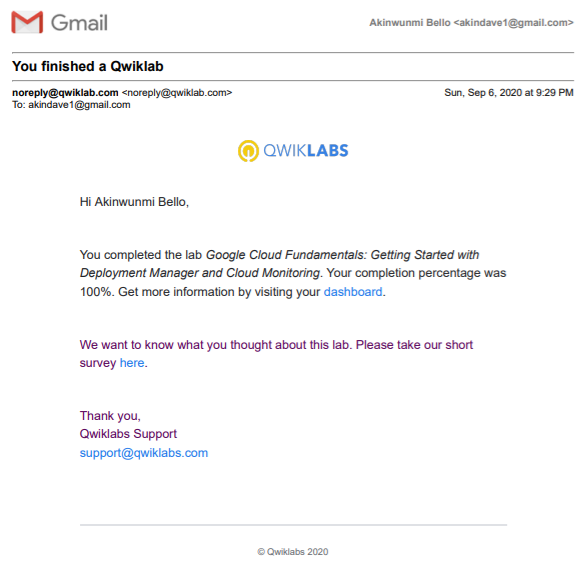 Gmail
Akinwunmi Bello <akindave1@gmail.com>
You finished a Qwiklab
noreply@qwiklab.com <noreply@qwiklab.com>
Sun, Sep 6, 2020 at 9:29 PM
To: akindave1@gmail.com
QWIKLABS
Hi Akinwunmi Bello,
You completed the lab Google Cloud Fundamentals: Getting Started with
Deployment Manager and Cloud Monitoring. Your completion percentage was
100%. Get more information by visiting your dashboard.
We want to know what you thought about this lab. Please take our short
survey here.
Thank you,
Qwiklabs Support
support@qwiklabs.com
© Qwiklabs 2020